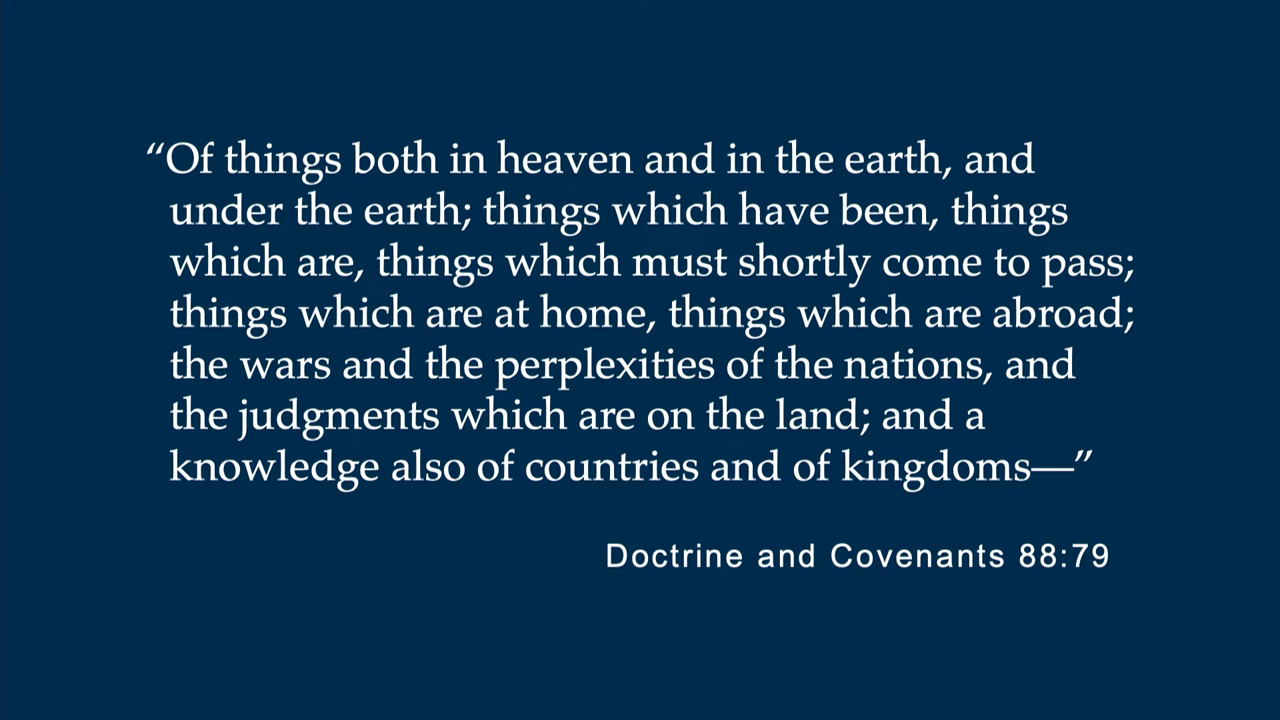 “Of things both in heaven and in the earth, and
under the earth; things which have been, things
which are, things which must shortly come to pass;
things which are at home, things which are abroad;
the wars and the perplexities of the nations, and
the judgments which are on the land; and a
knowledge also of countries and of kingdoms—”
Doctrine and Covenants 88:79